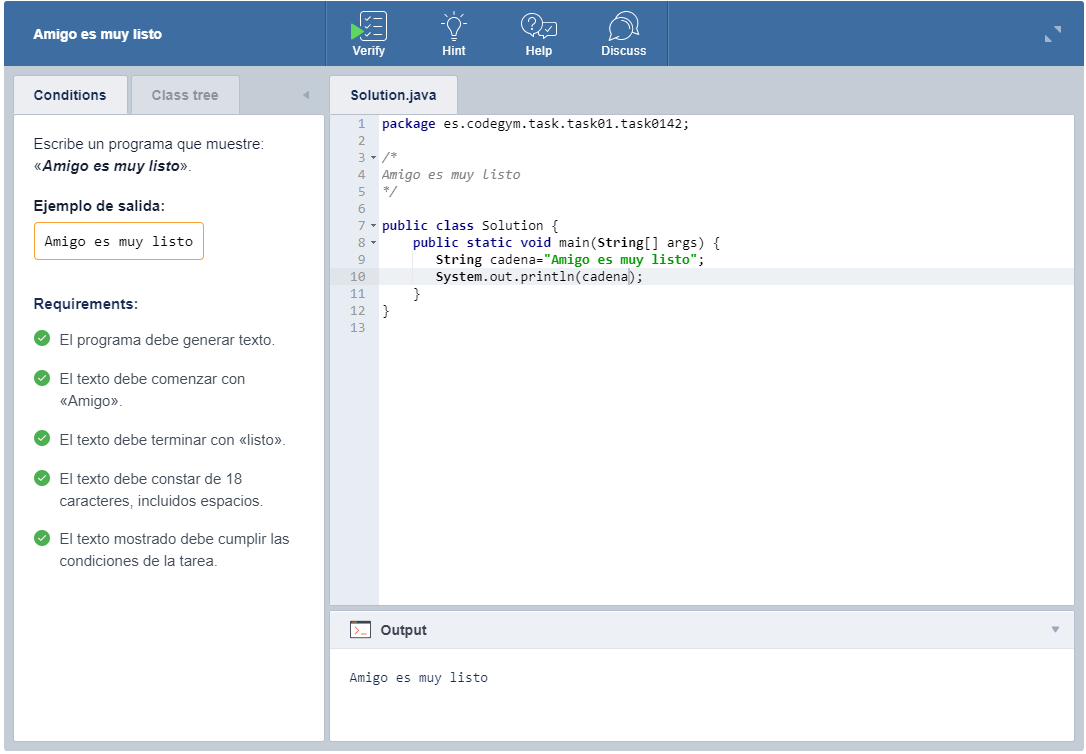 Amigo es muy listo
Verify
Hint
Help
Discuss
Conditions
Class tree
Escribe un programa que muestre:
«Amigo es muy listo».
Ejemplo de salida:
Amigo es muy listo
Requirements:
El programa debe generar texto.
El texto debe comenzar con
«Amigo».
El texto debe terminar con «listo».
El texto debe constar de 18
caracteres, incluidos espacios.
El texto mostrado debe cumplir las
condiciones de la tarea.
Solution.java
1 package es.codegym.task.task01.task0142;
2
3 /*
4 Amigo es muy listo
5 */
6
7 public class Solution {
8 public static void main(String[] args) {
9 String cadena="Amigo es muy listo";
10 System.out.println(cadena);
11 }
12 }
13
Output
Amigo es muy listo